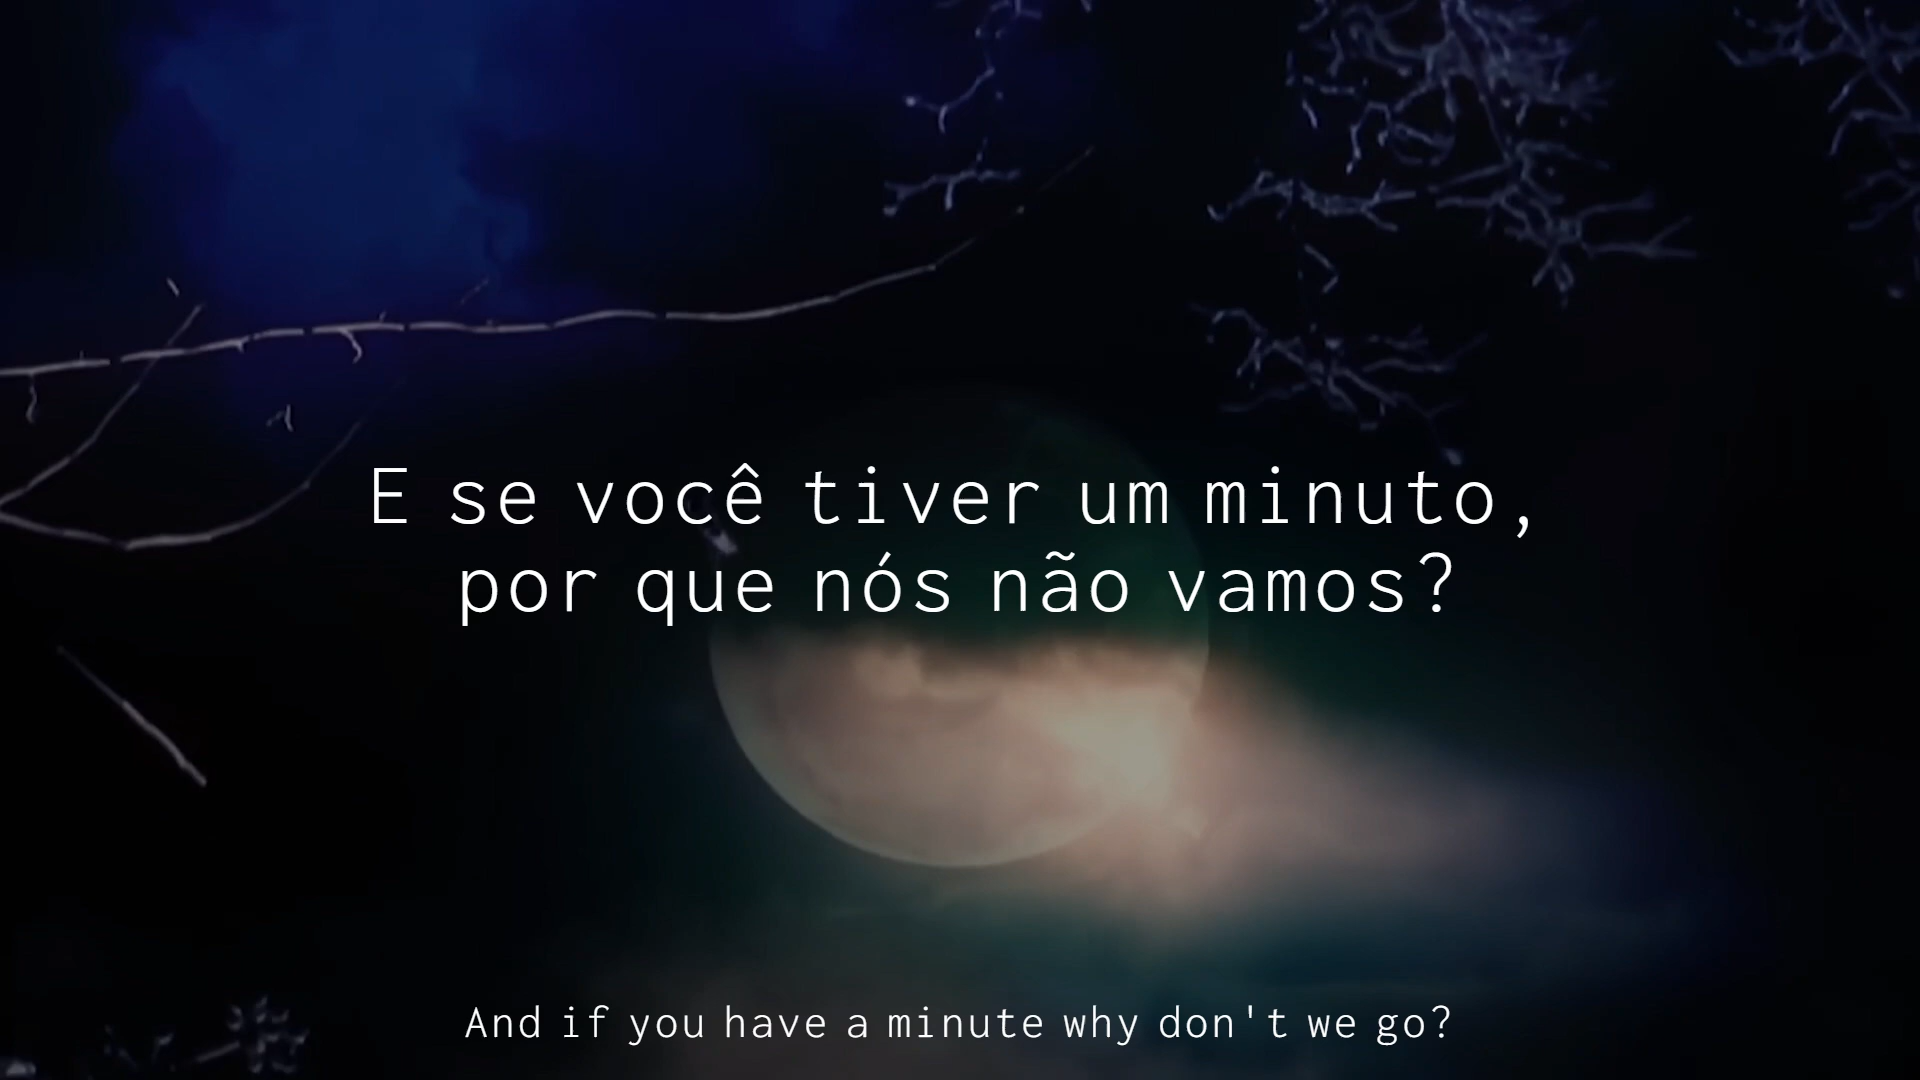 E se você tiver um minuto,
por que nós não vamos?
And if you have a minute why don't we go?